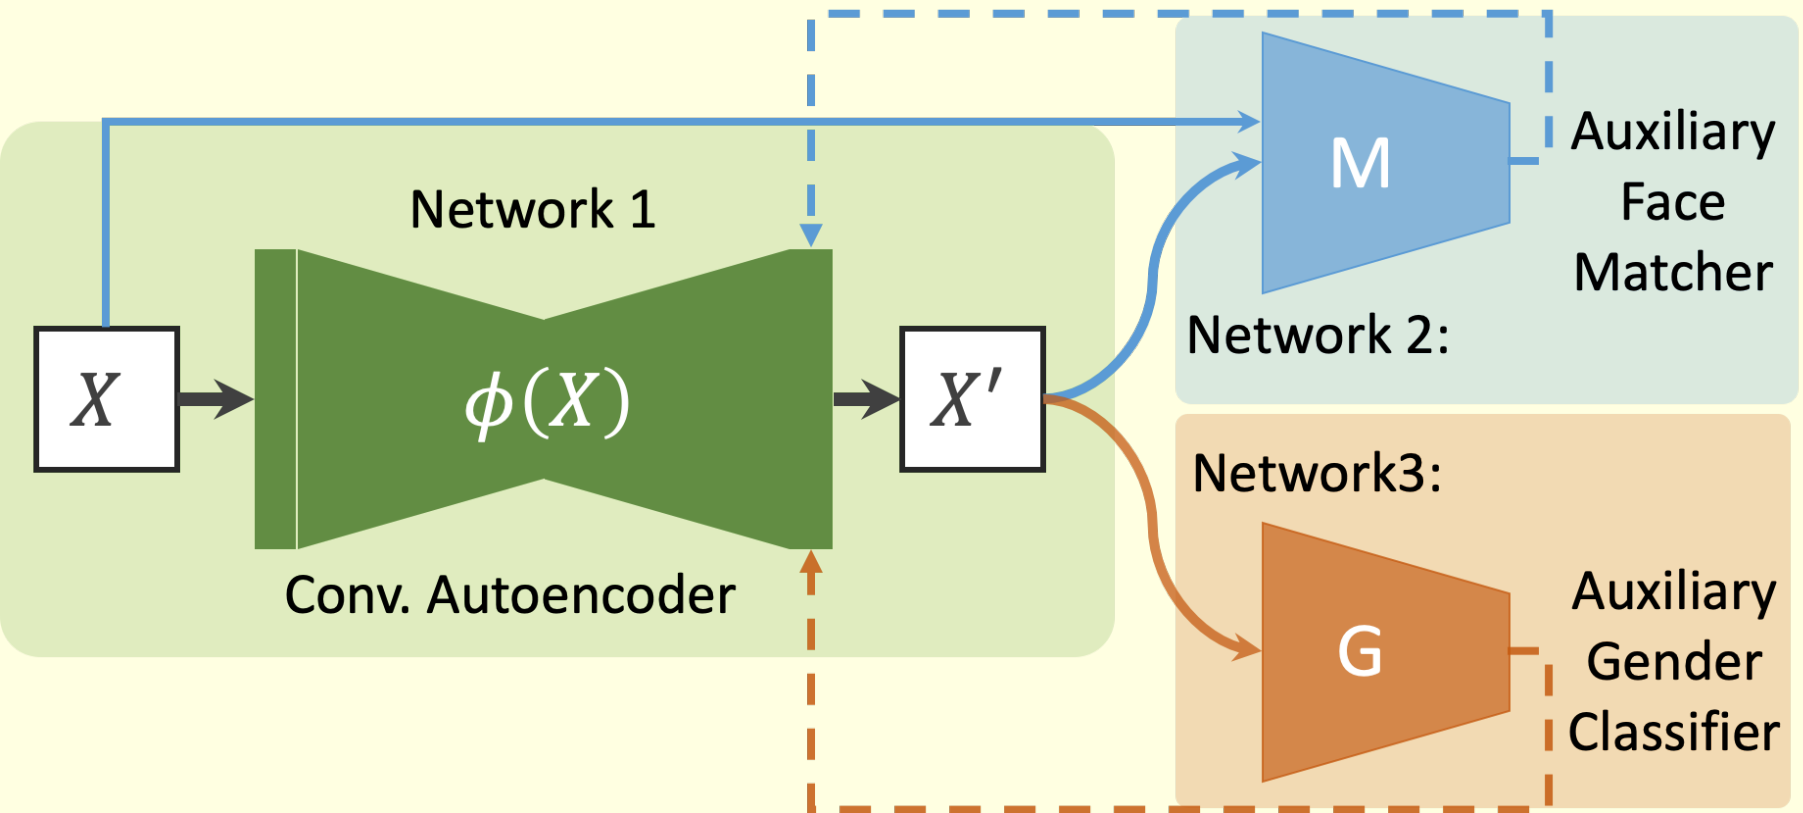 Network 1
X
ϕ(X)
X′
Conv. Autoencoder
M
Auxiliary
Face
Matcher
Network 2:
Network3:
G
Auxiliary
Gender
Classifier